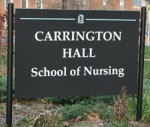 CARRINGTON
HALL
School of Nursing